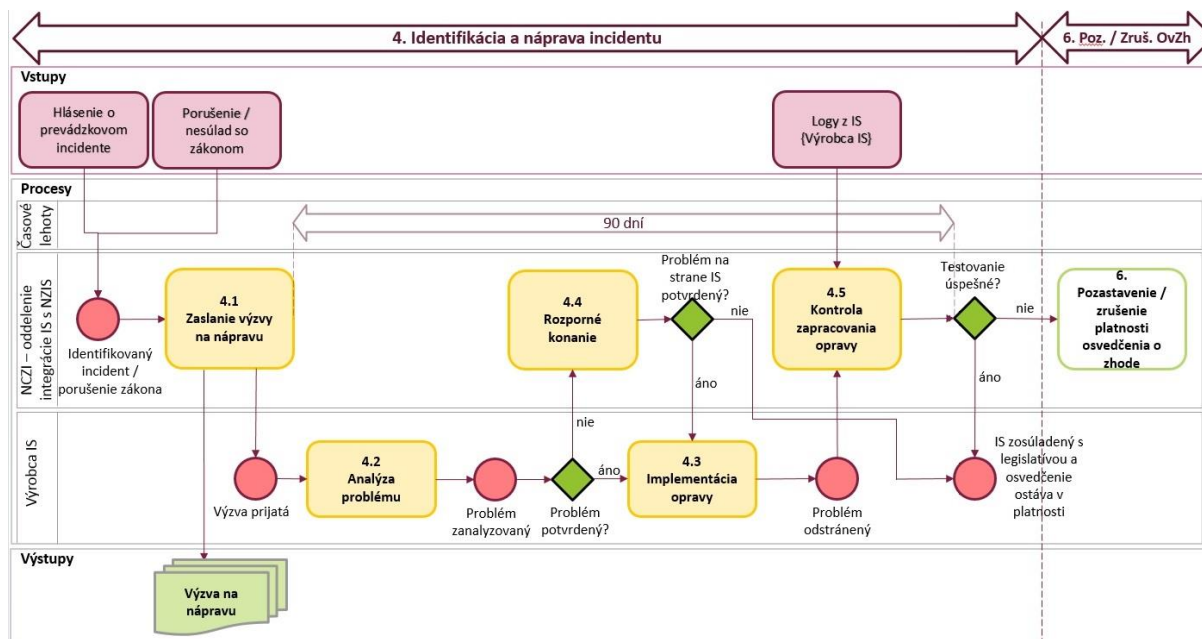 4. Identifikácia a náprava incidentu
6. Poz. / Zruš. OvZh
Vstupy
Hlásenie o
prevádzkovom
incidente
Porušenie /
nesúlad so
zákonom
Logy z IS
{Výrobca IS}
Procesy
Časové
lehoty
90 dní
NCZI – oddelenie
integrácie IS s NZIS
Identifikovaný
incident /
porušenie zákona
4.1
Zaslanie výzvy
na nápravu
4.4
Rozporné
konanie
Problém na
strane IS
potvrdený?
nie
áno
4.5
Kontrola
zapracovania
opravy
Testovanie
úspešné?
nie
áno
6.
Pozastavenie /
zrušenie
platnosti
osvedčenia o
zhode
Výrobca IS
Výzva prijatá
4.2
Analýza
problému
Problém
zanalyzovaný
nie
Problém
potvrdený?
áno
4.3
Implementácia
opravy
Problém
odstránený
IS zosúladený s
legislatívou a
osvedčenie
ostáva v
platnosti
Výstupy
Výzva na
nápravu